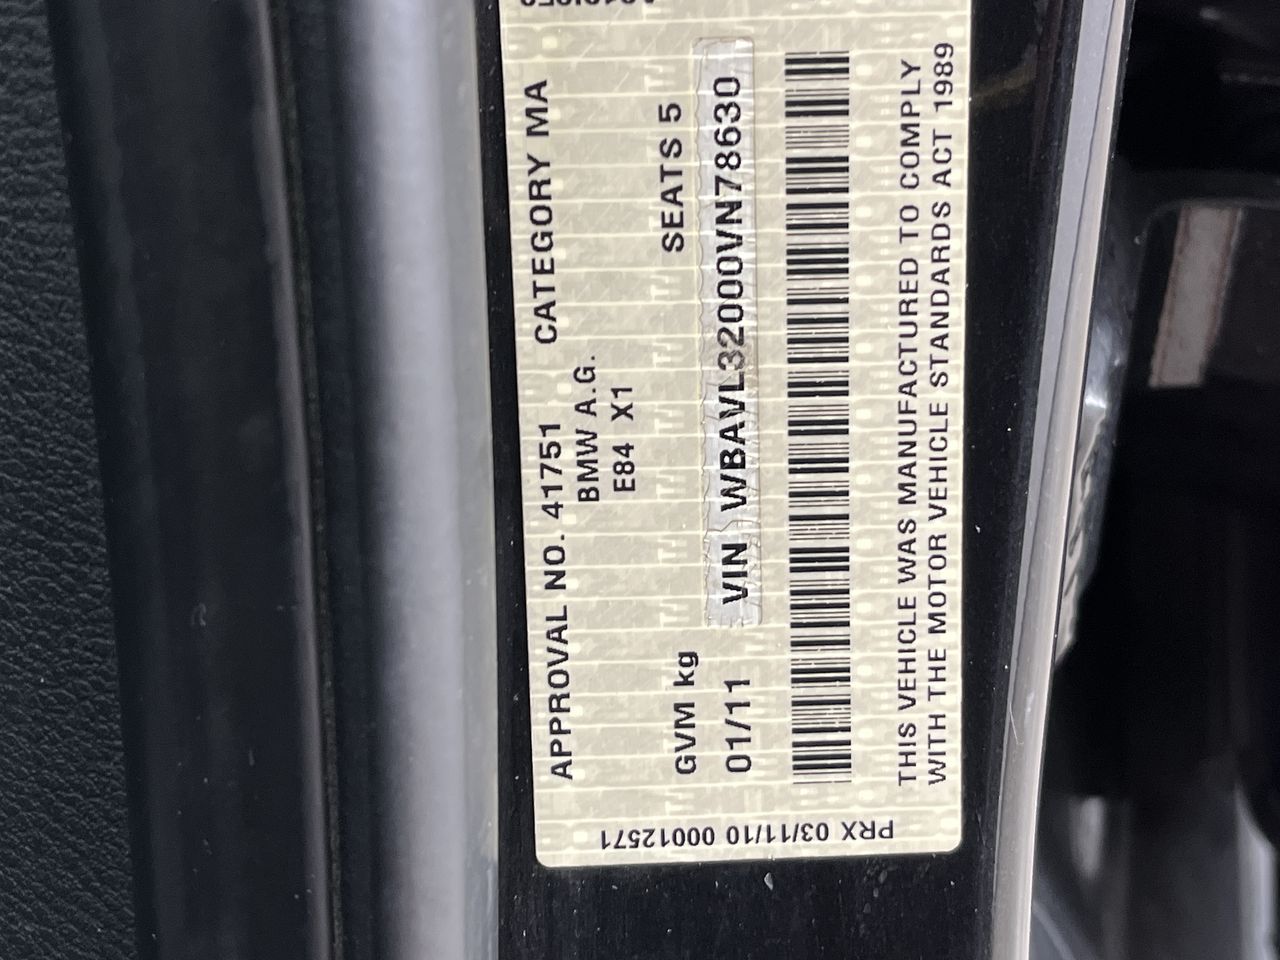 APPROVAL NO. 41751 CATEGORY MA
BMW A.G.
E84 X1
GVM kg SEATS 5
01/11 VIN WBAVL32000VN78630
THIS VEHICLE WAS MANUFACTURED TO COMPLY
WITH THE MOTOR VEHICLE STANDARDS ACT 1989
PRX 03/11/10 00012571